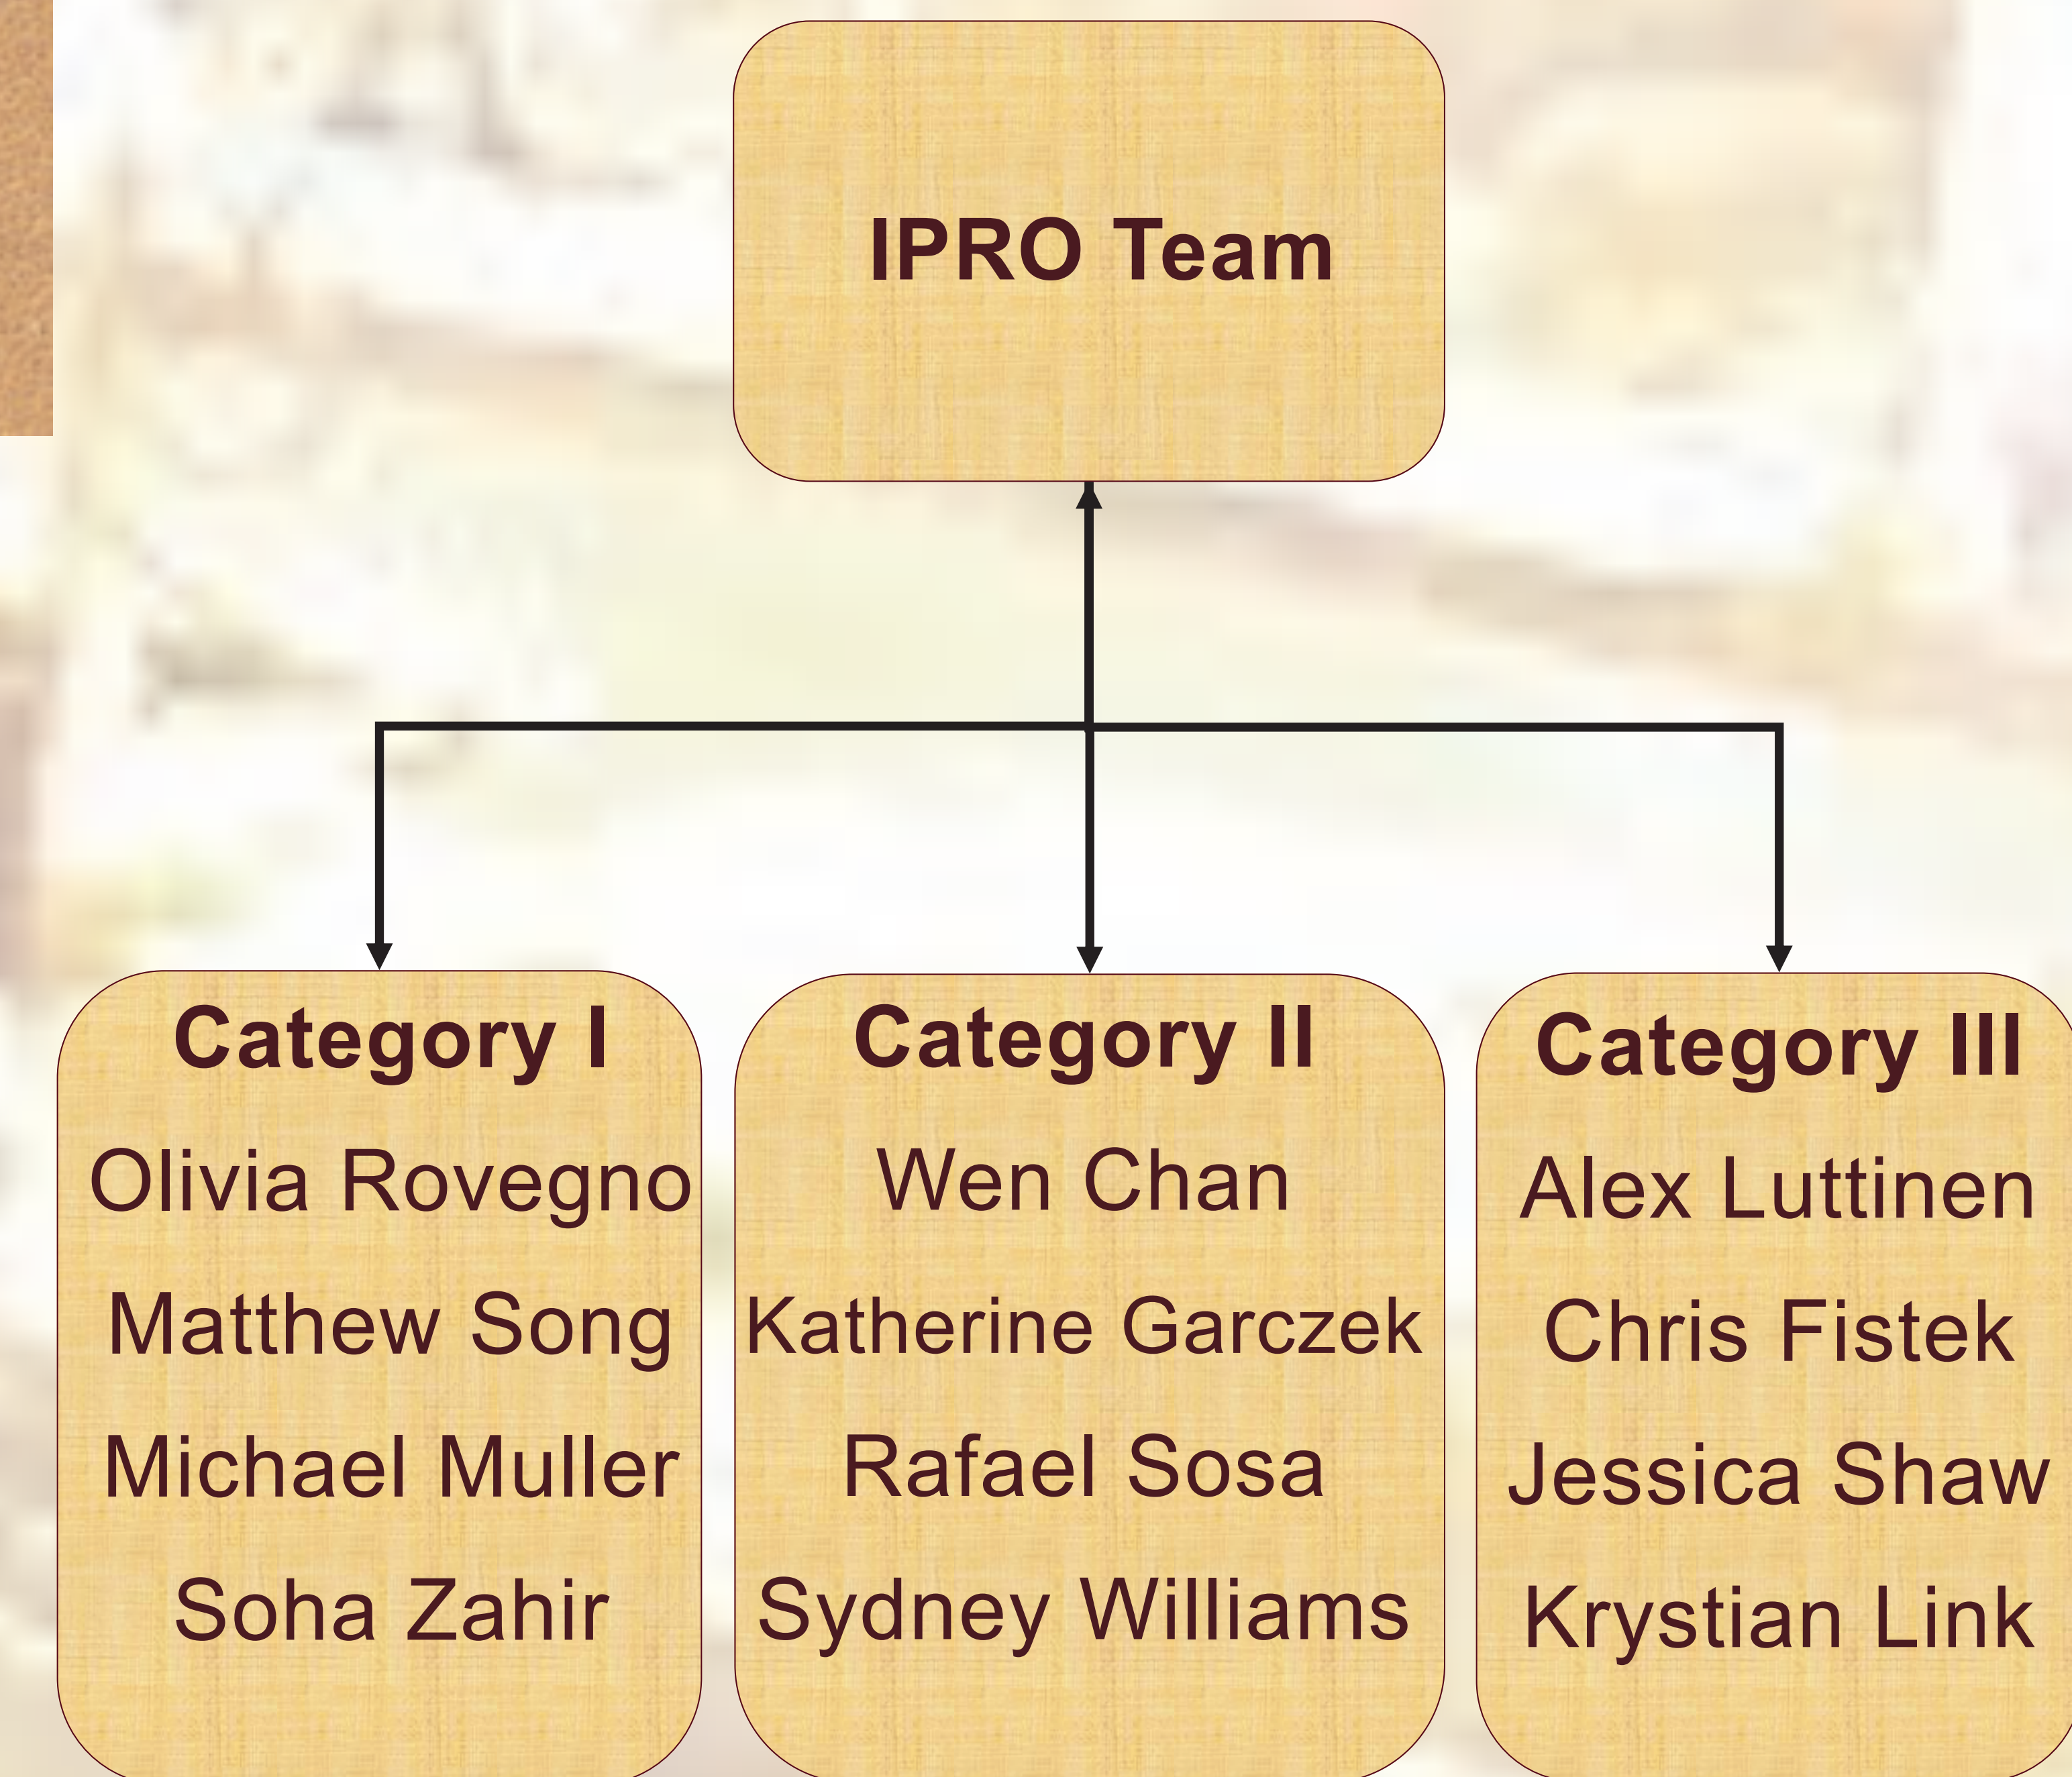 IPRO Team
Category I
Olivia Rovegno
Matthew Song
Michael Muller
Soha Zahir
Category II
Wen Chan
Katherine Garczek
Rafael Sosa
Sydney Williams
Category III
Alex Luttinen
Chris Fistek
Jessica Shaw
Krystian Link